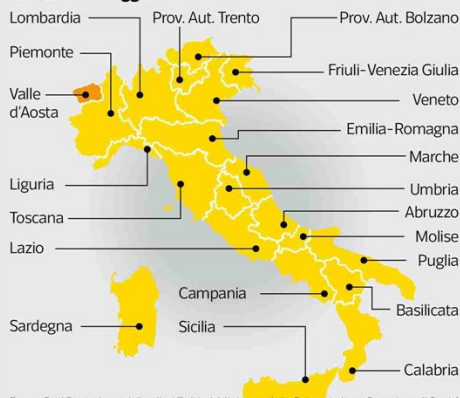 Lombardia
Prov. Aut. Trento
Prov. Aut. Bolzano
Piemonte
Friuli-Venezia Giulia
Valle
d'Aosta
Veneto
Emilia-Romagna
Marche
Liguria
Umbria
Toscana
Abruzzo
Lazio
Molise
Puglia
Campania
Basilicata
Sardegna
Sicilia
Calabria